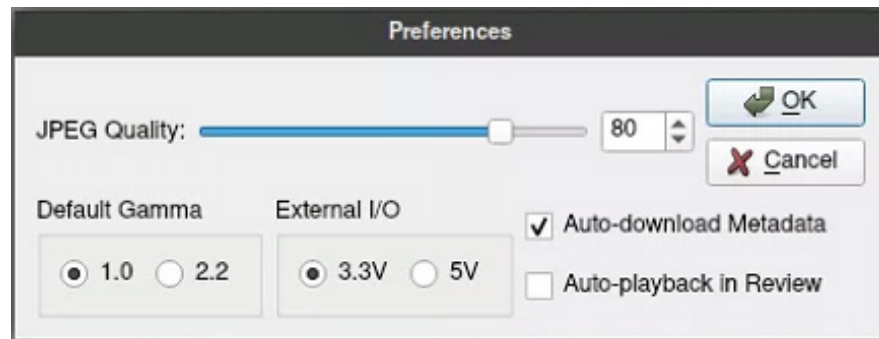 Preferences
JPEG Quality:
80
OK
Cancel
Default Gamma
External I/O
1.0
2.2
3.3V
5V
Auto-download Metadata
Auto-playback in Review